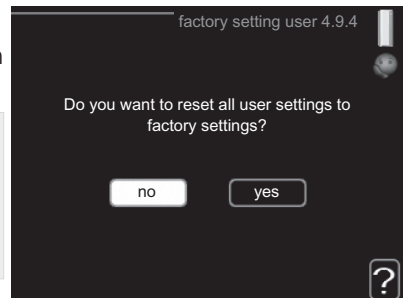 factory setting user 4.9.4
Do you want to reset all user settings to
factory settings?
no
yes
?